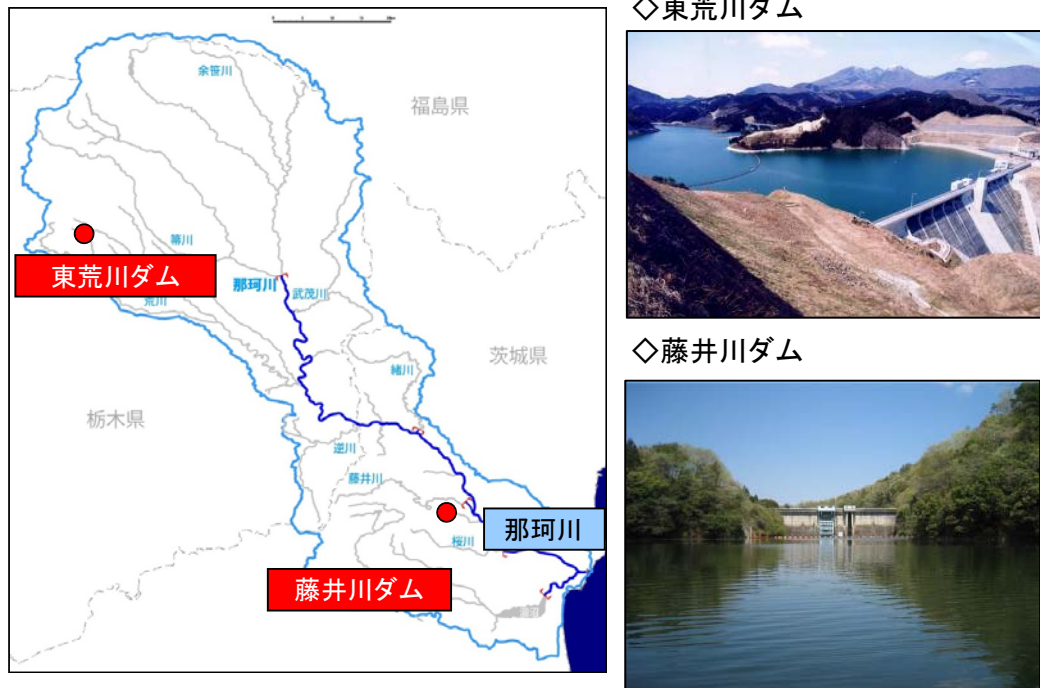 余笹川
福島県
箒川
東荒川ダム
那珂川
武茂川
荒川
茨城県
緒川
栃木県
逆川
藤井川
那珂川
桜川
藤井川ダム
◇東荒川ダム
◇藤井川ダム